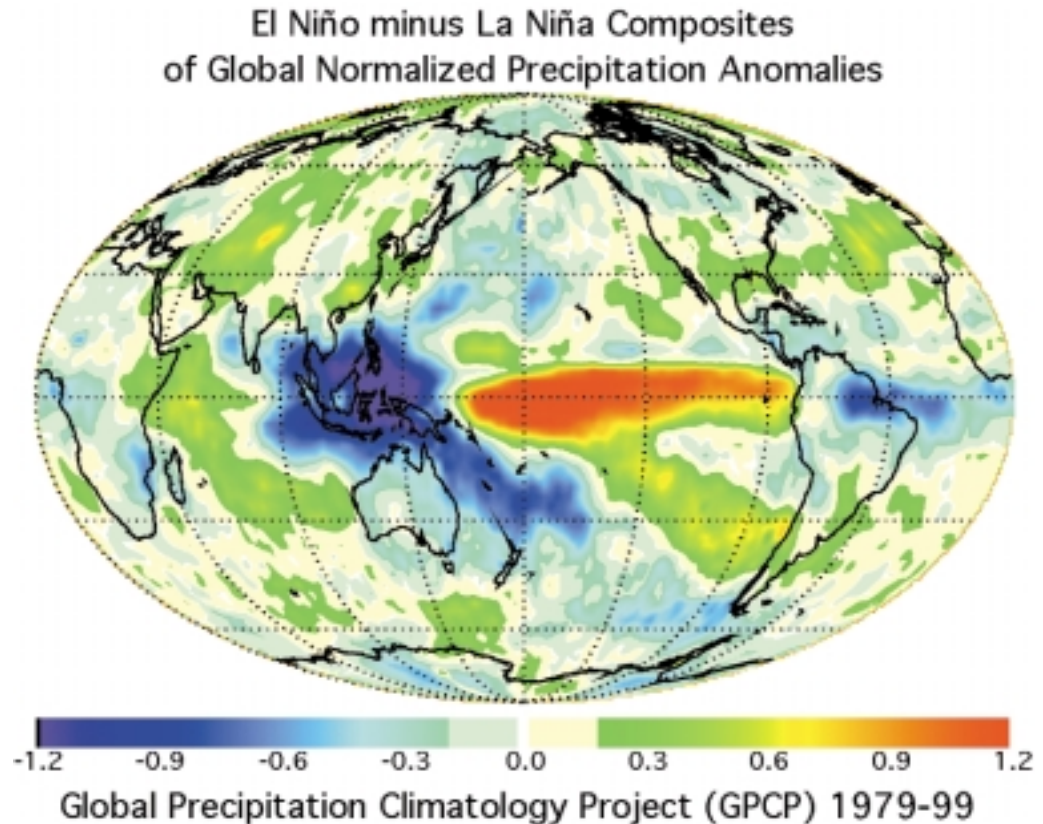 El Niño minus La Niña Composites
of Global Normalized Precipitation Anomalies
-1.2 -0.9 -0.6 -0.3 0.0 0.3 0.6 0.9 1.2
Global Precipitation Climatology Project (GPCP) 1979-99